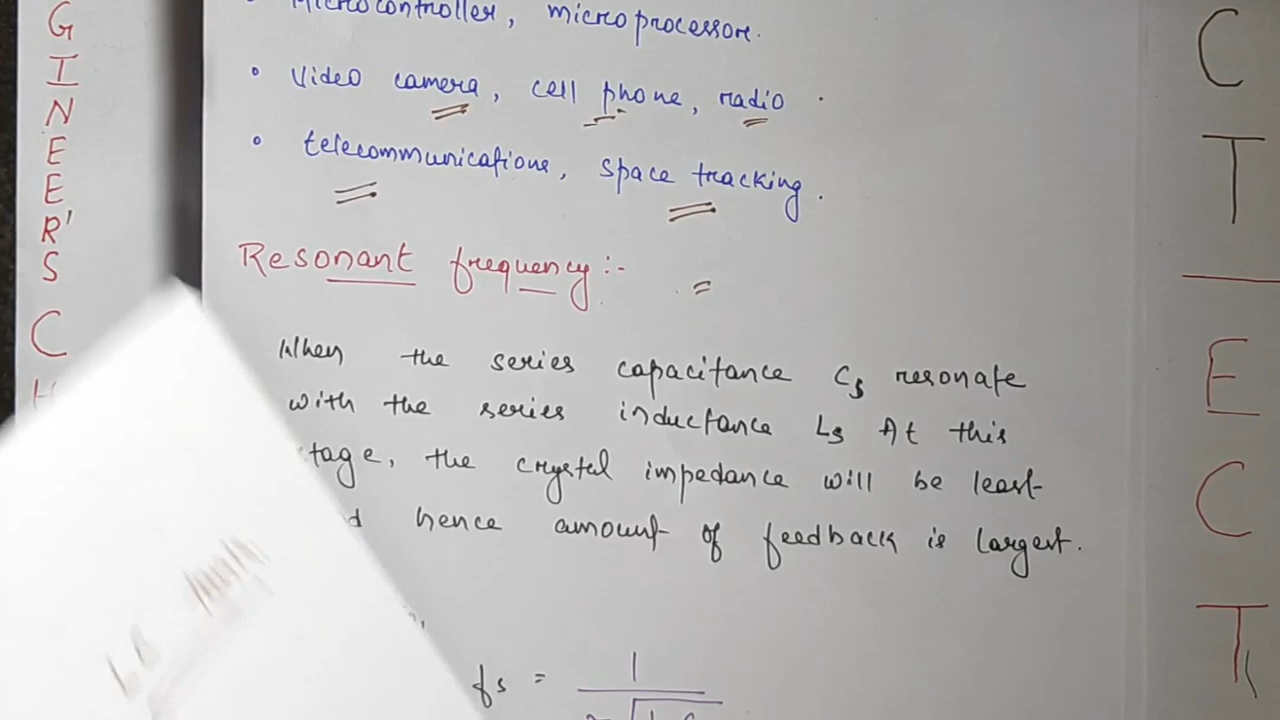 G
I
N
E
E
R'
S
C
microcontroller, microprocessore.
• Video camera, cell phone, radio
• telecommunications, space tracking.
Resonant frequency:-
When the series capacitance Cs resonate
with the series inductance Ls At this
tage, the crystal impedance will be least
hence amount of feedback is largest.
fs = 1
C
T
E
C
T